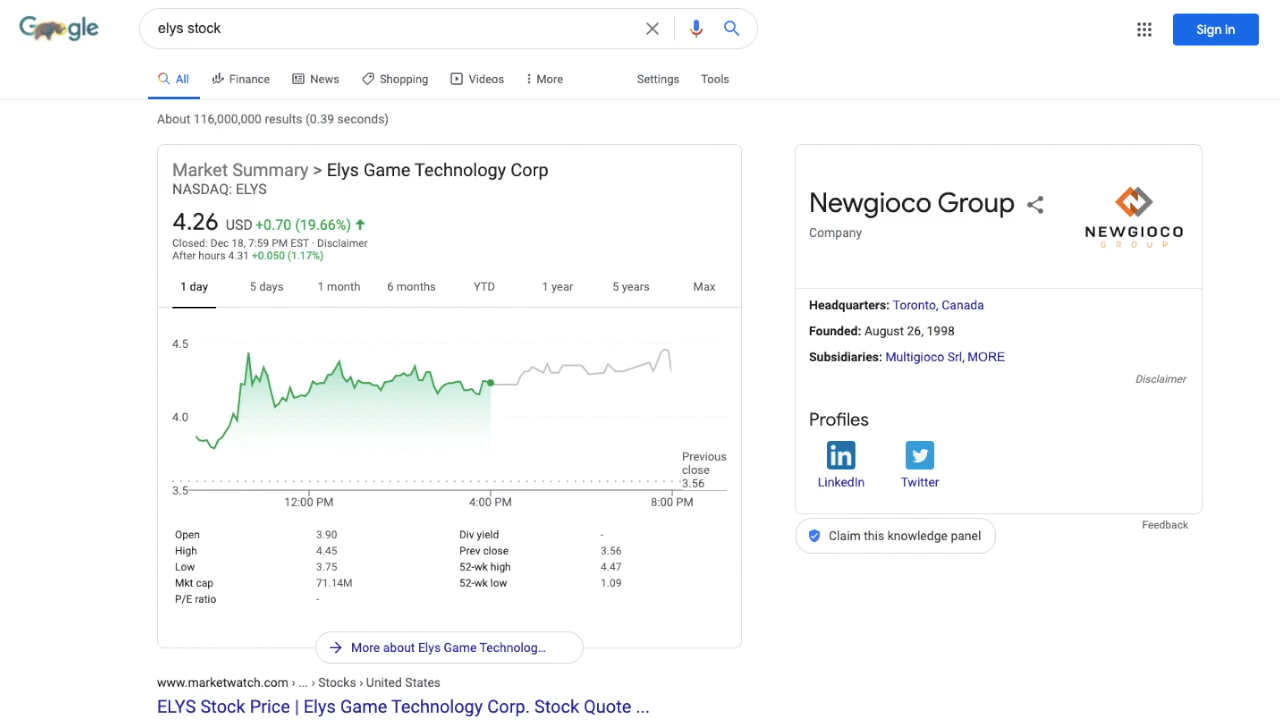 Google
elys stock
Sign in
All
Finance
News
Shopping
Videos
More
Settings
Tools
About 116,000,000 results (0.39 seconds)
Market Summary > Elys Game Technology Corp
NASDAQ: ELYS
4.26 USD +0.70 (19.66%)
Closed: Dec 18, 7:59 PM EST · Disclaimer
After hours 4.31 +0.050 (1.17%)
1 day
5 days
1 month
6 months
YTD
1 year
5 years
Max
4.5
4.0
3.5
Previous
close
3.56
12:00 PM
4:00 PM
8:00 PM
Open 3.90
High 4.45
Low 3.75
Mkt cap 71.14M
P/E ratio -
Div yield -
Prev close 3.56
52-wk high 4.47
52-wk low 1.09
More about Elys Game Technolog...
www.marketwatch.com › ... › Stocks › United States
ELYS Stock Price | Elys Game Technology Corp. Stock Quote ...
Newgioco Group
Company
NEWGIOCO
GROUP
Headquarters: Toronto, Canada
Founded: August 26, 1998
Subsidiaries: Multigioco Srl, MORE
Disclaimer
Profiles
LinkedIn
Twitter
Claim this knowledge panel
Feedback